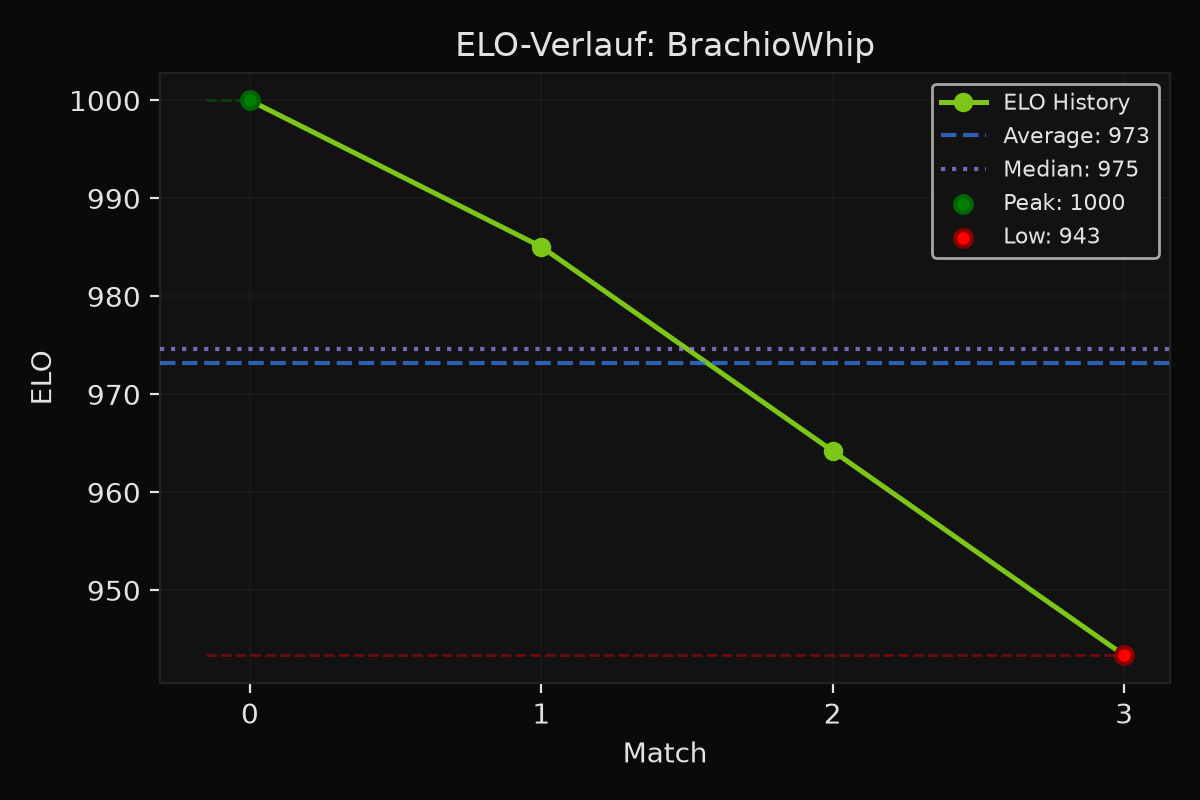 ELO-Verlauf: BrachioWhip
ELO History
Average: 973
Median: 975
Peak: 1000
Low: 943
ELO
1000
990
980
970
960
950
0 1 2 3
Match